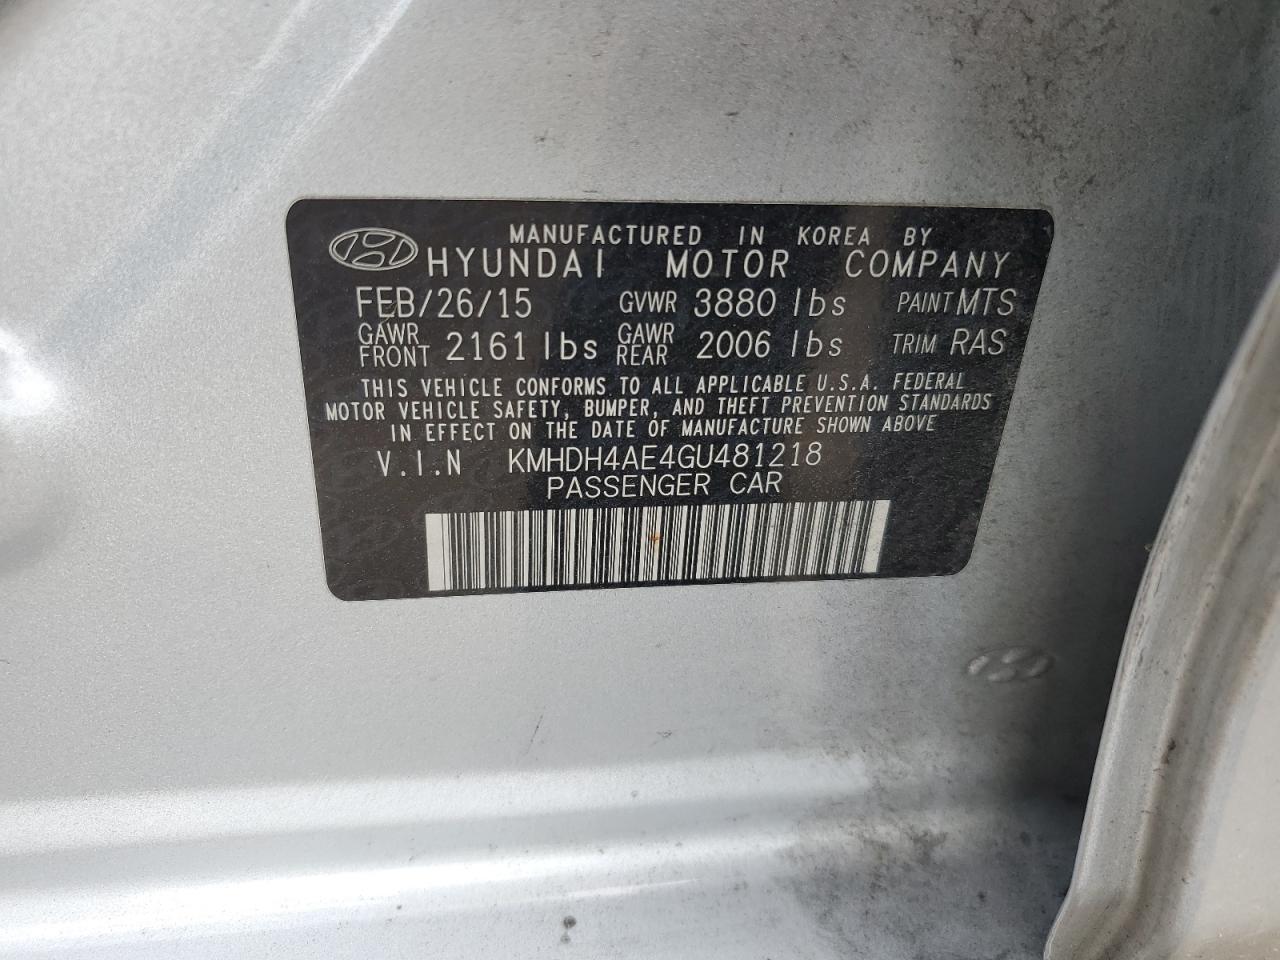 MANUFACTURED IN KOREA BY
HYUNDAI MOTOR COMPANY
FEB/26/15 GVWR 3880 lbs PAINT MTS
GAWR FRONT 2161 lbs GAWR REAR 2006 lbs TRIM RAS
THIS VEHICLE CONFORMS TO ALL APPLICABLE U.S.A. FEDERAL
MOTOR VEHICLE SAFETY, BUMPER, AND THEFT PREVENTION STANDARDS
IN EFFECT ON THE DATE OF MANUFACTURE SHOWN ABOVE
V.I.N KMHDH4AE4GU481218
PASSENGER CAR